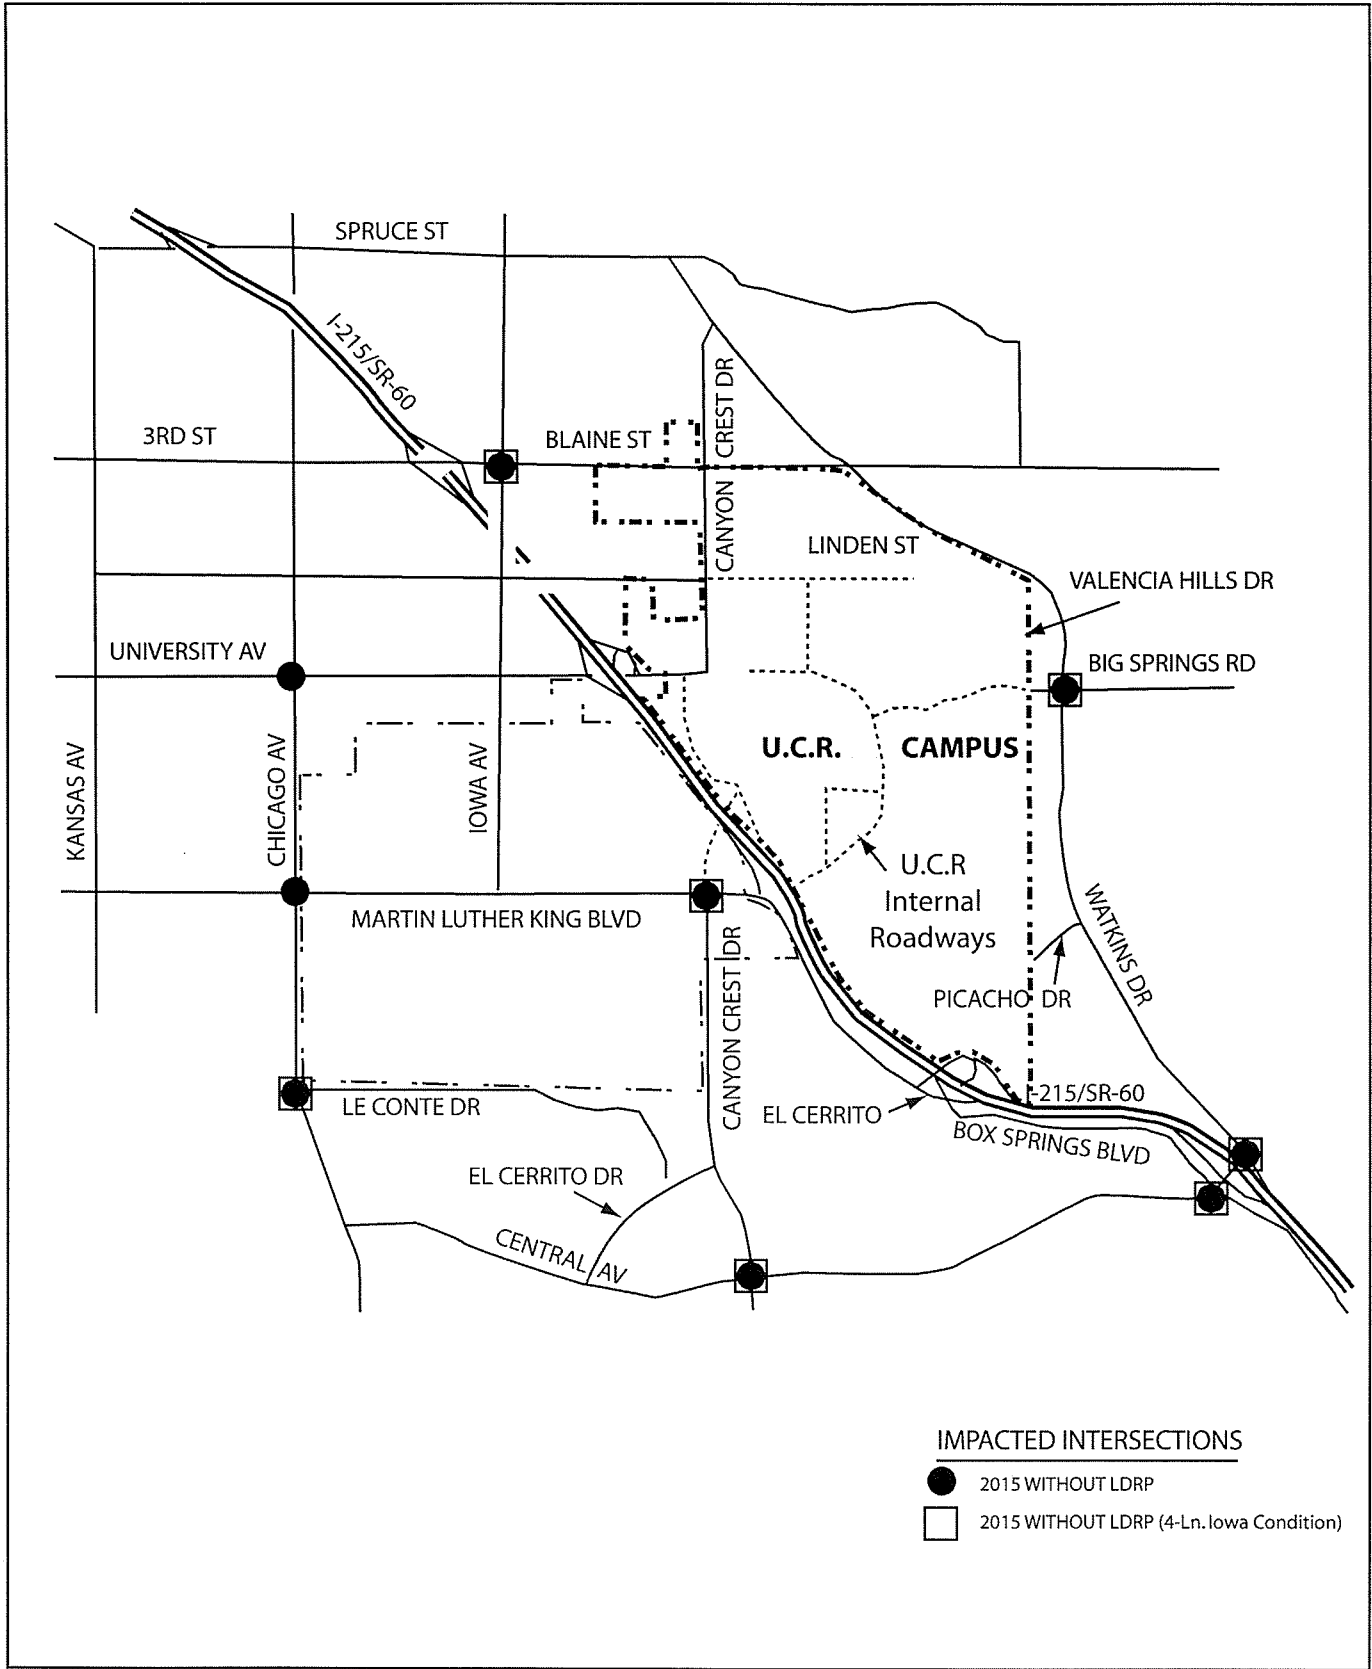 SPRUCE ST
I-215/SR-60
CANYON CREST DR
3RD ST
BLAINE ST
LINDEN ST
VALENCIA HILLS DR
UNIVERSITY AV
BIG SPRINGS RD
KANSAS AV
CHICAGO AV
IOWA AV
U.C.R. CAMPUS
U.C.R
Internal
Roadways
MARTIN LUTHER KING BLVD
WATKINS DR
CANYON CREST DR
PICACHO DR
LE CONTE DR
EL CERRITO
I-215/SR-60
BOX SPRINGS BLVD
EL CERRITO DR
CENTRAL AV
IMPACTED INTERSECTIONS
2015 WITHOUT LDRP
2015 WITHOUT LDRP (4-Ln. Iowa Condition)